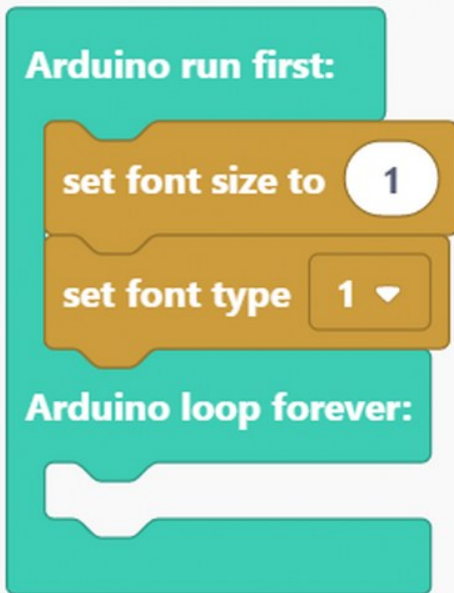 Arduino run first:
set font size to 1
set font type 1
Arduino loop forever: